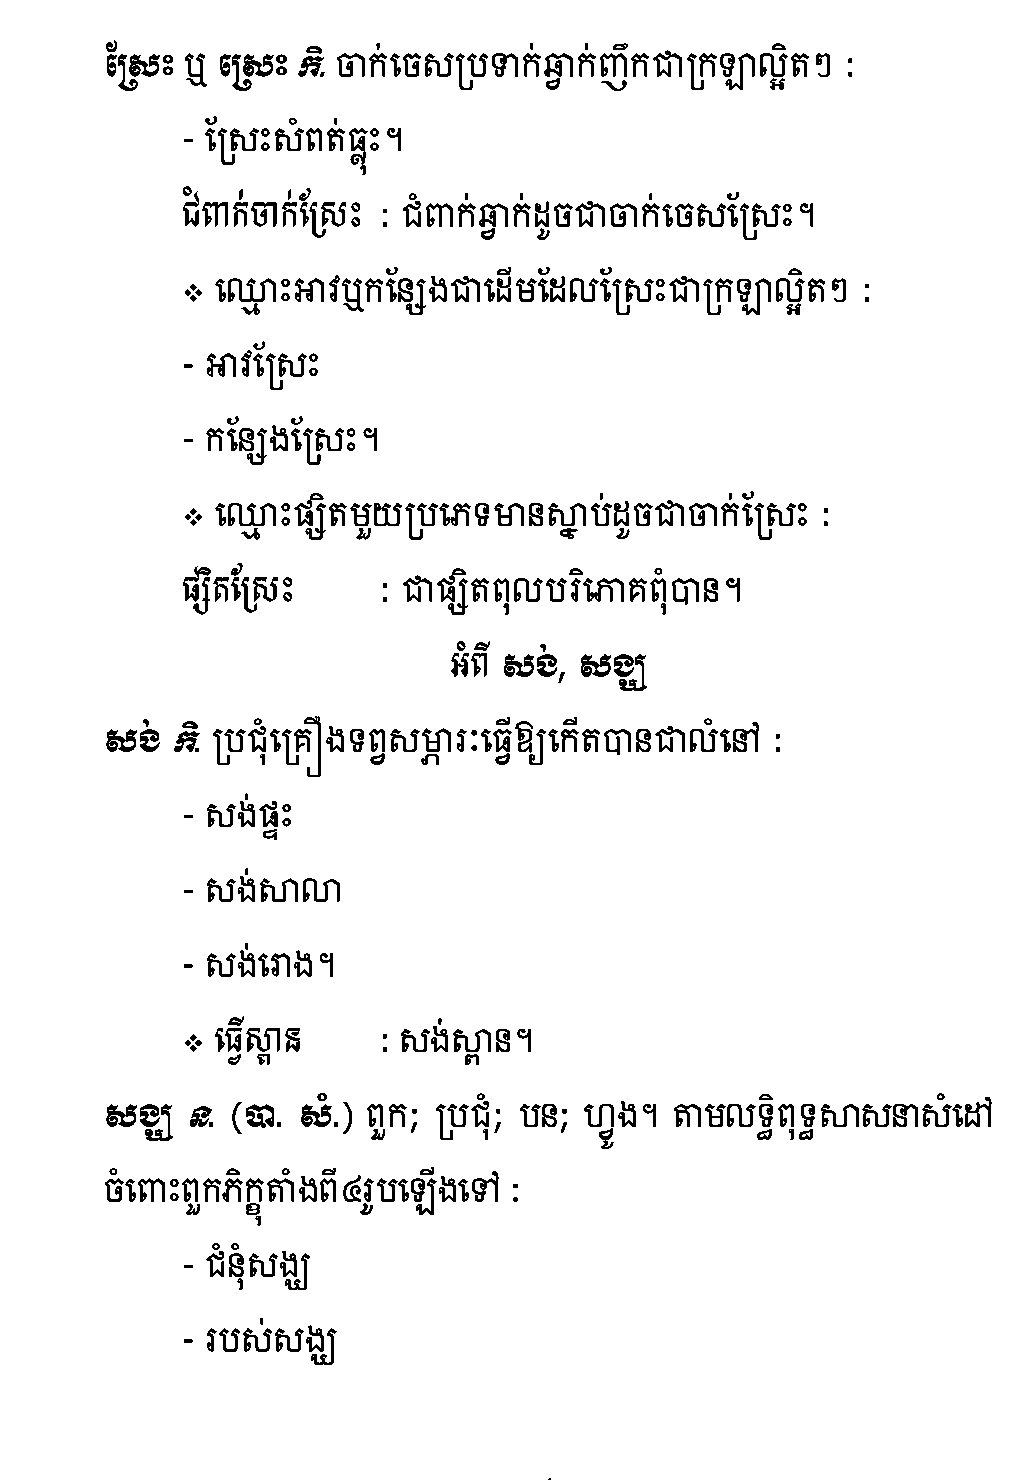 ស្រែះ ឬ ស្រេះ កិ. ចាក់ចេសប្រទាក់ឆ្វាក់ញឹកជាក្រឡាល្អិតៗ :
- ស្រែះសំពត់ធ្លុះ។
ជំពាក់ចាក់ស្រែះ : ជំពាក់ឆ្វាក់ដូចជាចាក់ចេសស្រែះ។
❖ ឈ្មោះអាវឬកន្សែងជាដើមដែលស្រែះជាក្រឡាល្អិតៗ :
- អាវស្រែះ
- កន្សែងស្រែះ។
❖ ឈ្មោះផ្សិតមួយប្រភេទមានស្នាប់ដូចជាចាក់ស្រែះ :
ផ្សិតស្រែះ : ជាផ្សិតពុលបរិភោគពុំបាន។
អំពី សង់, សង្ឃ
សង់ កិ. ប្រជុំគ្រឿងទព្វសម្ភារៈធ្វើឱ្យកើតបានជាលំនៅ :
- សង់ផ្ទះ
- សង់សាលា
- សង់រោង។
❖ ធ្វើស្ពាន : សង់ស្ពាន។
សង្ឃ ន. (បា. សំ.) ពួក; ប្រជុំ; បន; ហ្វូង។ តាមលទ្ធិពុទ្ធសាសនាសំដៅ
ចំពោះពួកភិក្ខុតាំងពី៤រូបឡើងទៅ :
- ជំនុំសង្ឃ
- របស់សង្ឃ